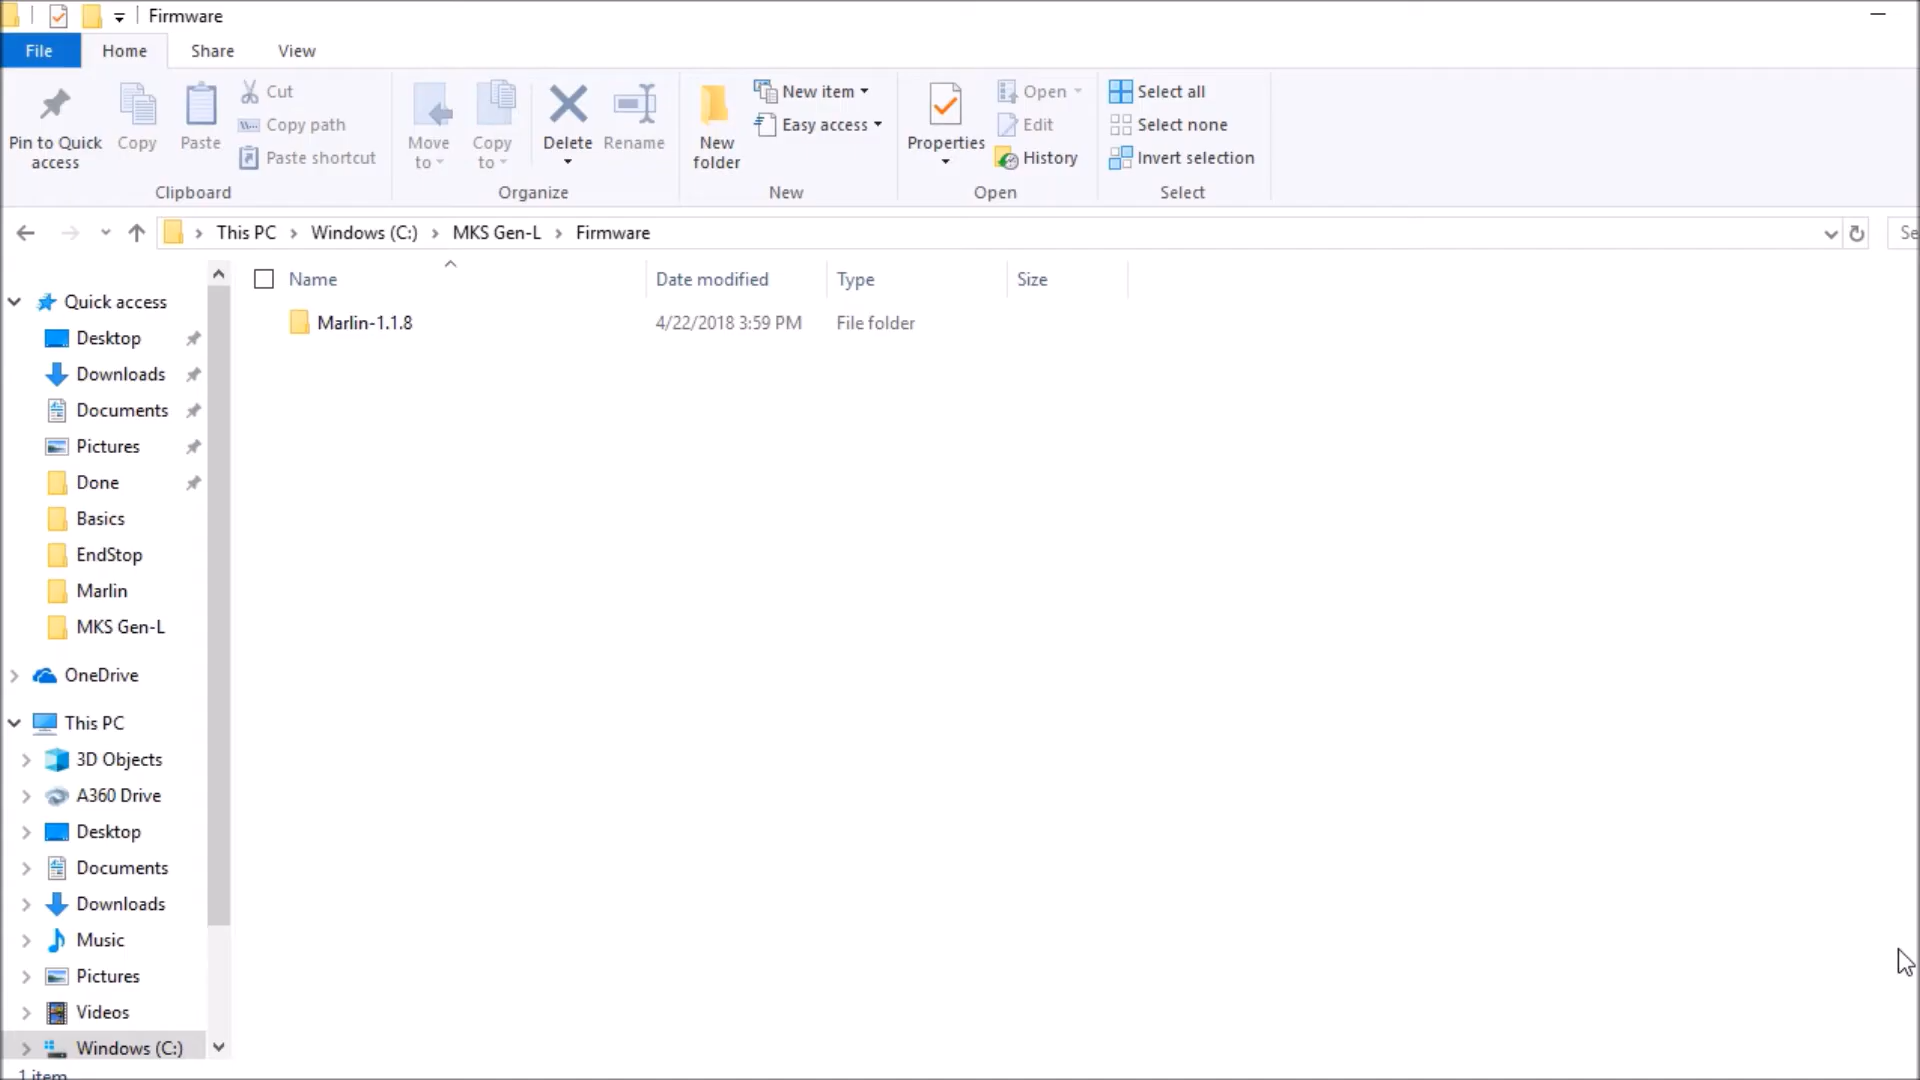 Firmware
File Home Share View
Pin to Quick access
Copy
Paste
Cut
Copy path
Paste shortcut
Clipboard
Move to
Copy to
Delete
Rename
Organize
New folder
New item
Easy access
New
Properties
Open
Edit
History
Open
Select all
Select none
Invert selection
Select
This PC Windows (C:) MKS Gen-L Firmware
Se
Name Date modified Type Size
Marlin-1.1.8 4/22/2018 3:59 PM File folder
Quick access
Desktop
Downloads
Documents
Pictures
Done
Basics
EndStop
Marlin
MKS Gen-L
OneDrive
This PC
3D Objects
A360 Drive
Desktop
Documents
Downloads
Music
Pictures
Videos
Windows (C:)
1 item